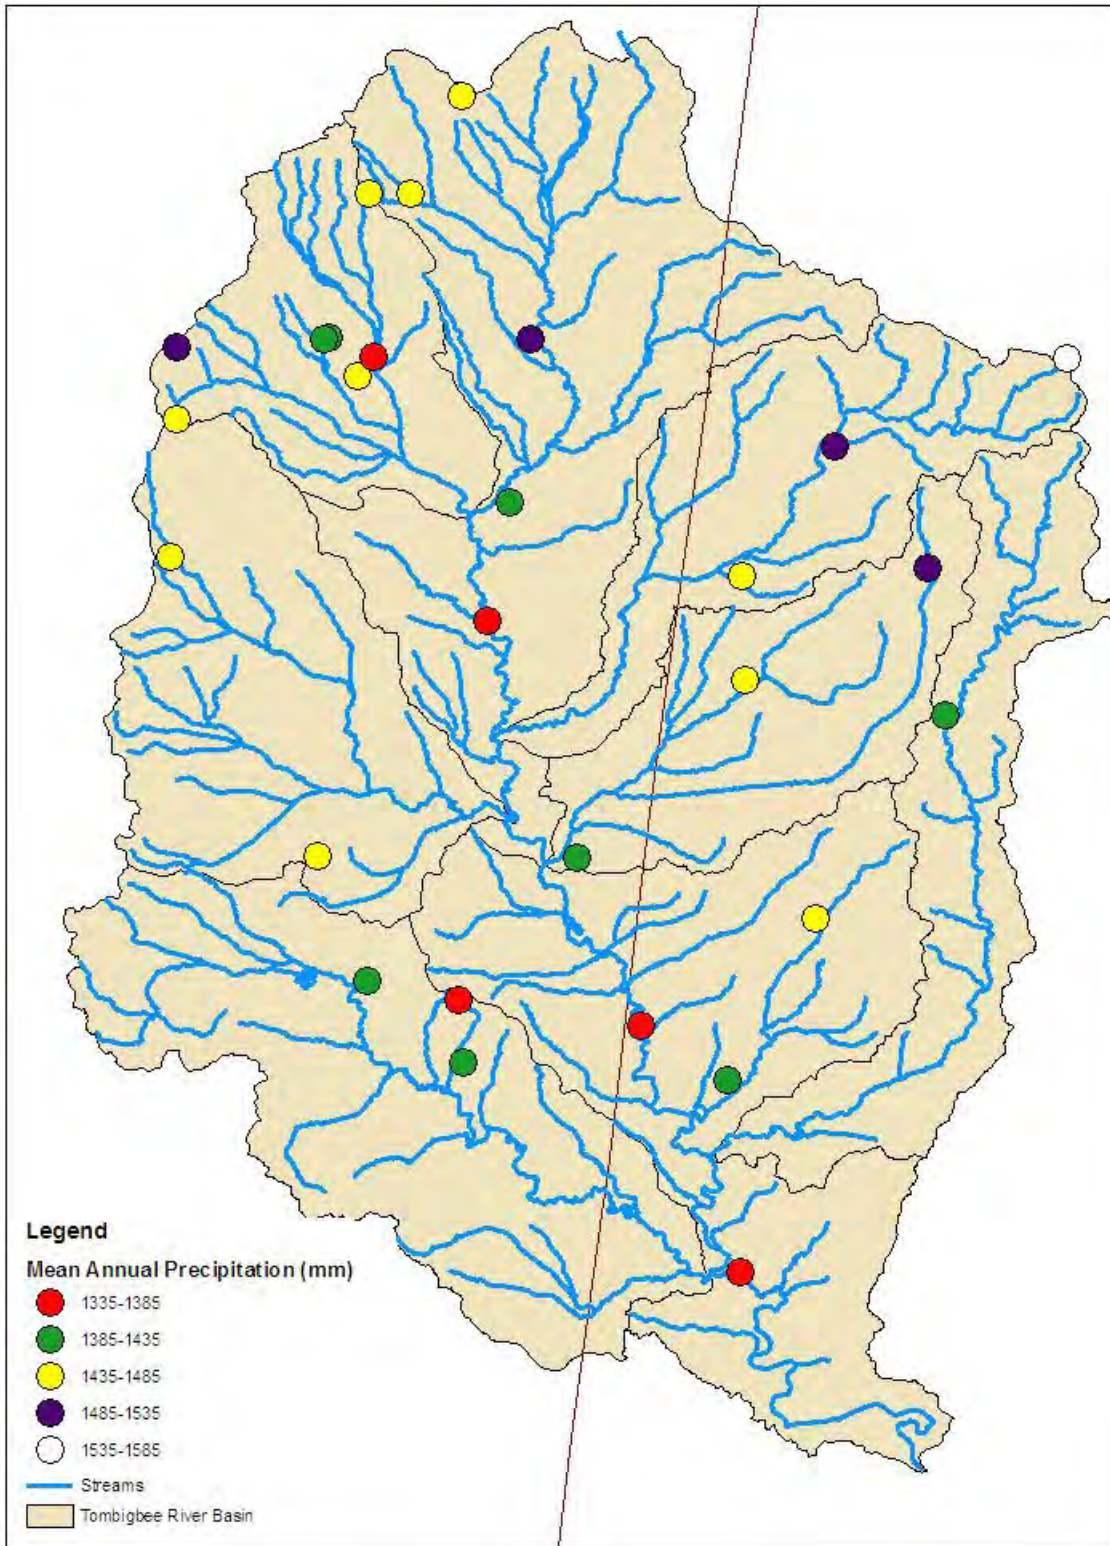 Legend
Mean Annual Precipitation (mm)
1335-1385
1385-1435
1435-1485
1485-1535
1535-1585
Streams
Tombigbee River Basin